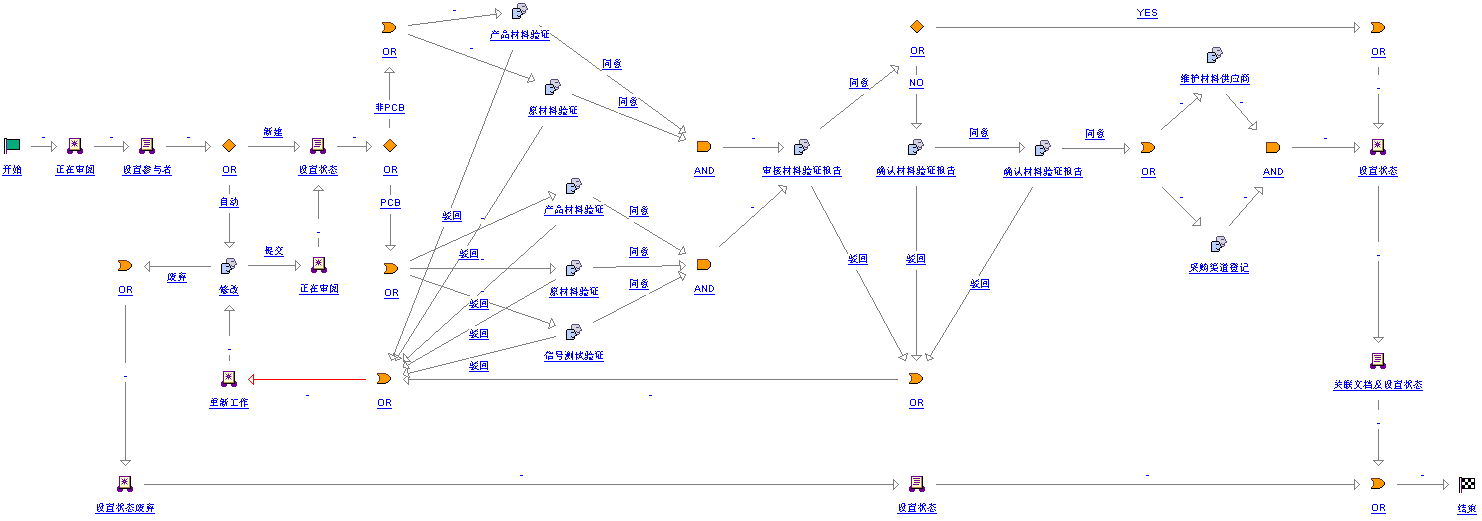 YES
-
产品材料验证
OR
OR
OR
-
同意
维护材料供应商
同意
NO
-
同意
-
非PCB
原材料验证
新建
-
-
-
-
-
-
同意
同意
-
-
开始
正在审阅
设置参与者
OR
设置状态
OR
AND
审核材料验证报告
确认材料验证报告
确认材料验证报告
OR
AND
设置状态
自动
PCB
-
-
产品材料验证
同意
-
驳回
-
-
提交
驳回
-
同意
驳回
驳回
-
采购渠道登记
废弃
OR
修改
正在审阅
OR
-
原材料验证
AND
驳回
同意
驳回
-
信号测试验证
驳回
-
重新工作
-
OR
-
OR
关联文档及设置状态
-
-
-
-
设置状态废弃
设置状态
OR
结束